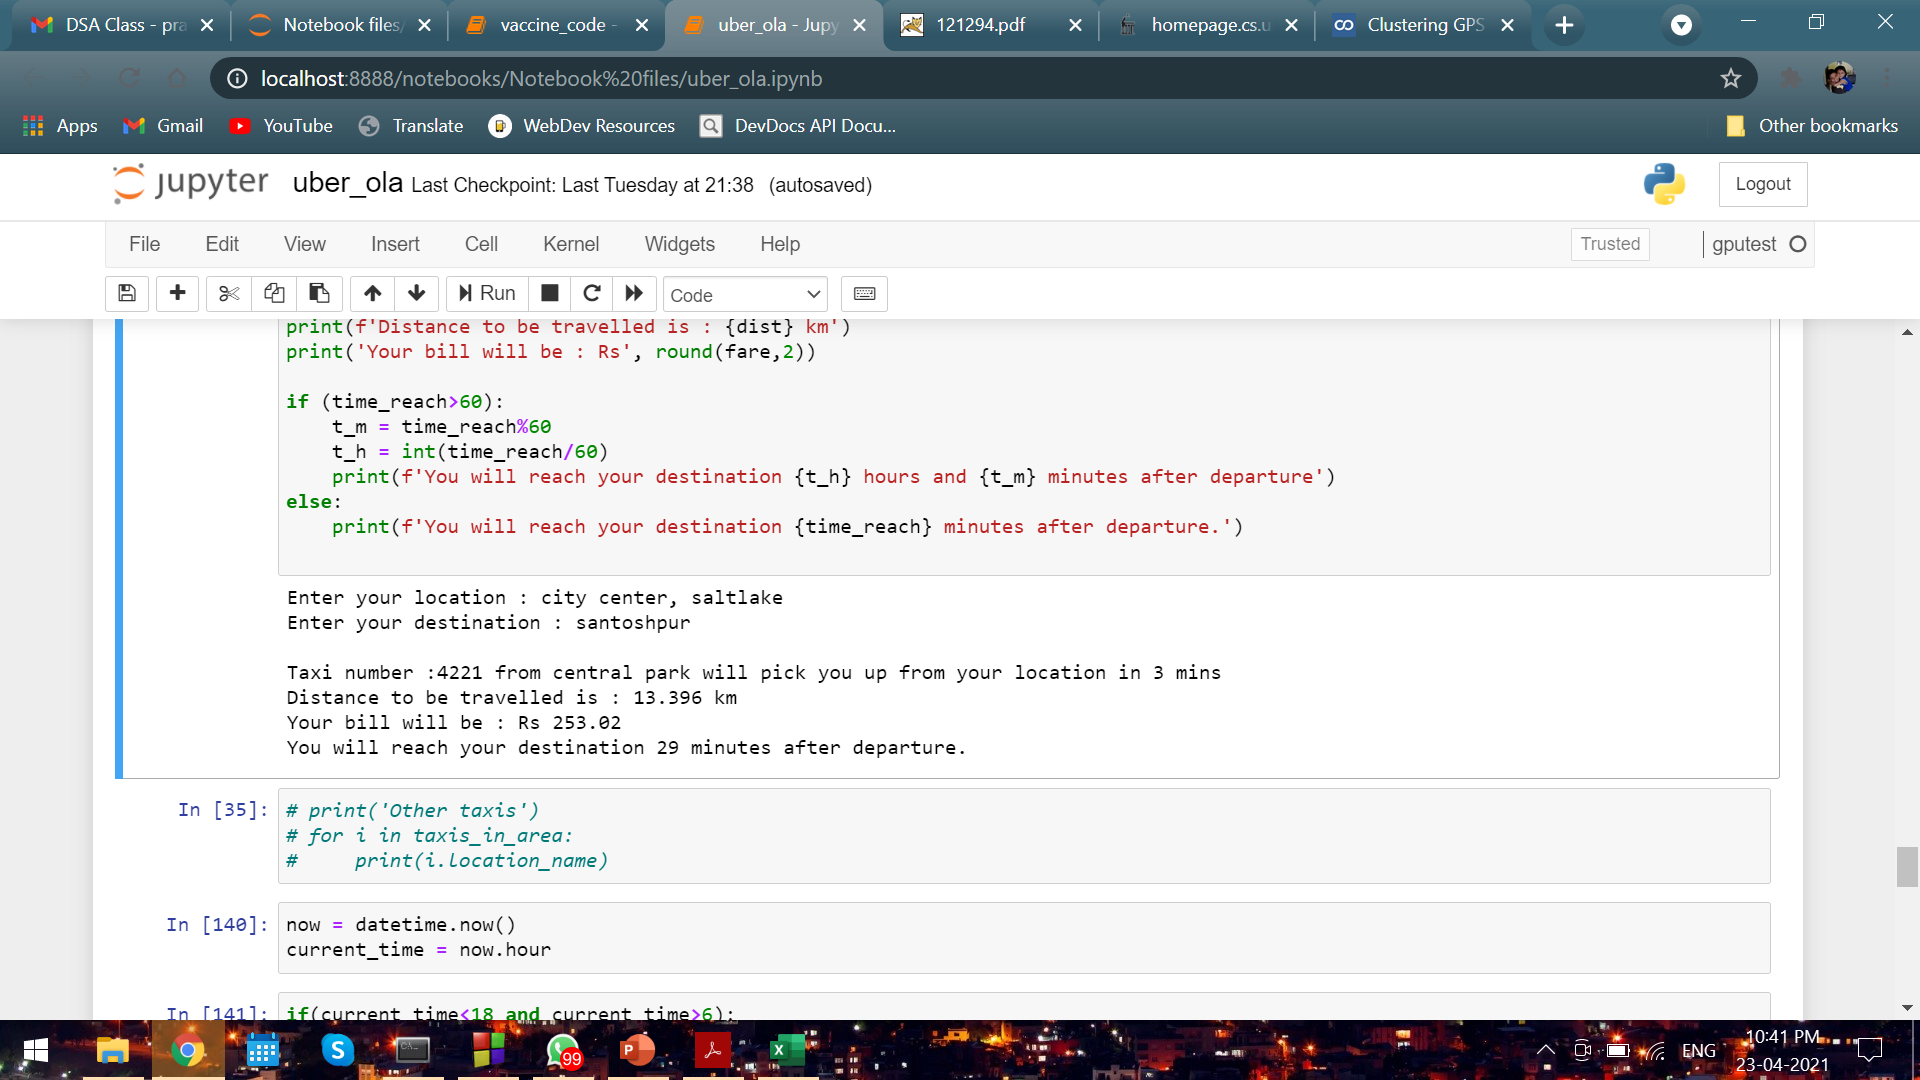 DSA Class - pra
Notebook files/
vaccine_code -
uber_ola - Jupy
121294.pdf
homepage.cs.u
Clustering GPS
localhost:8888/notebooks/Notebook%20files/uber_ola.ipynb
Apps
Gmail
YouTube
Translate
WebDev Resources
DevDocs API Docu...
Other bookmarks
jupyter uber_ola Last Checkpoint: Last Tuesday at 21:38 (autosaved)
Logout
File Edit View Insert Cell Kernel Widgets Help
Trusted
gputest
Run
Code
print(f'Distance to be travelled is : {dist} km')
print('Your bill will be : Rs', round(fare,2))
if (time_reach>60):
    t_m = time_reach%60
    t_h = int(time_reach/60)
    print(f'You will reach your destination {t_h} hours and {t_m} minutes after departure')
else:
    print(f'You will reach your destination {time_reach} minutes after departure.')
Enter your location : city center, saltlake
Enter your destination : santoshpur
Taxi number :4221 from central park will pick you up from your location in 3 mins
Distance to be travelled is : 13.396 km
Your bill will be : Rs 253.02
You will reach your destination 29 minutes after departure.
In [35]:
# print('Other taxis')
# for i in taxis_in_area:
#     print(i.location_name)
In [140]:
now = datetime.now()
current_time = now.hour
In [141]:
if(current_time<18 and current_time>6):
99
ENG
10:41 PM
23-04-2021